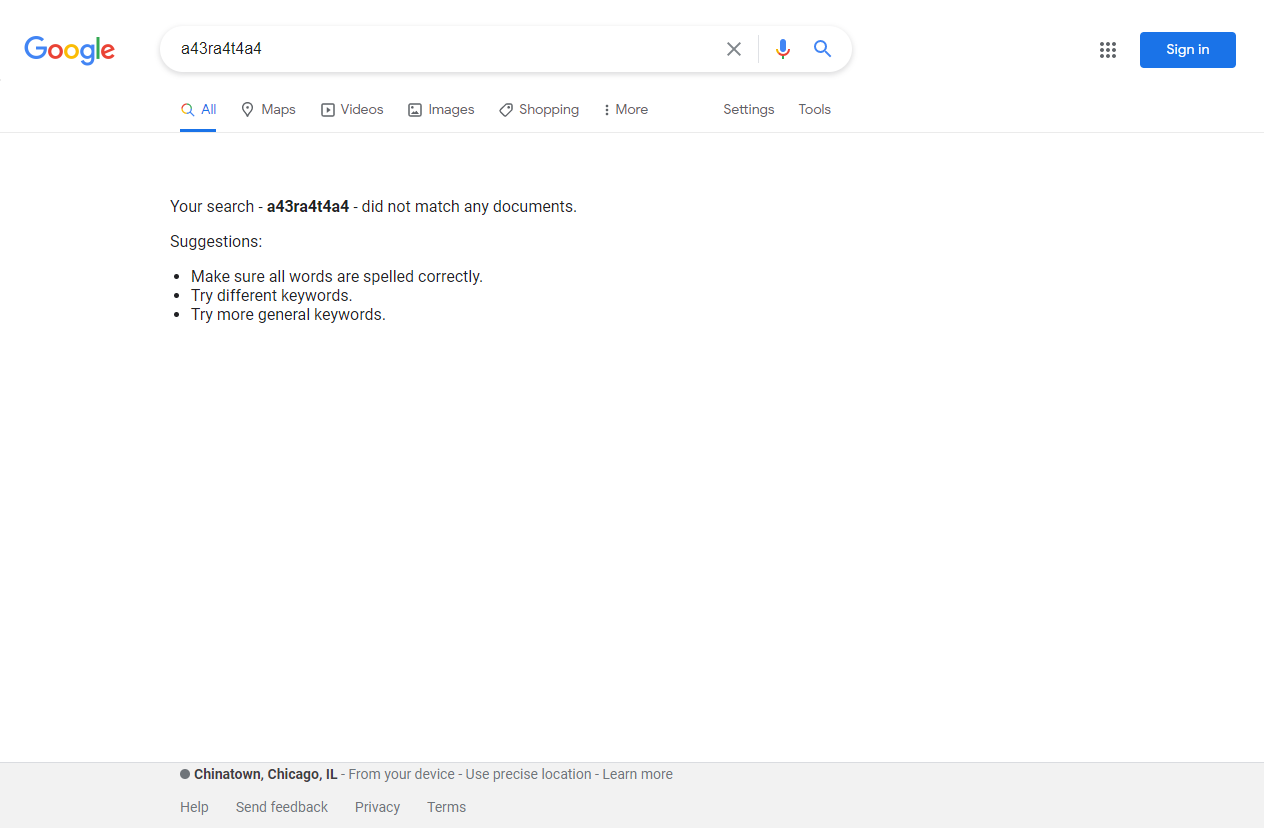 Google
a43ra4t4a4
Sign in
All Maps Videos Images Shopping More Settings Tools
Your search - a43ra4t4a4 - did not match any documents.
Suggestions:
Make sure all words are spelled correctly.
Try different keywords.
Try more general keywords.
Chinatown, Chicago, IL - From your device - Use precise location - Learn more
Help Send feedback Privacy Terms